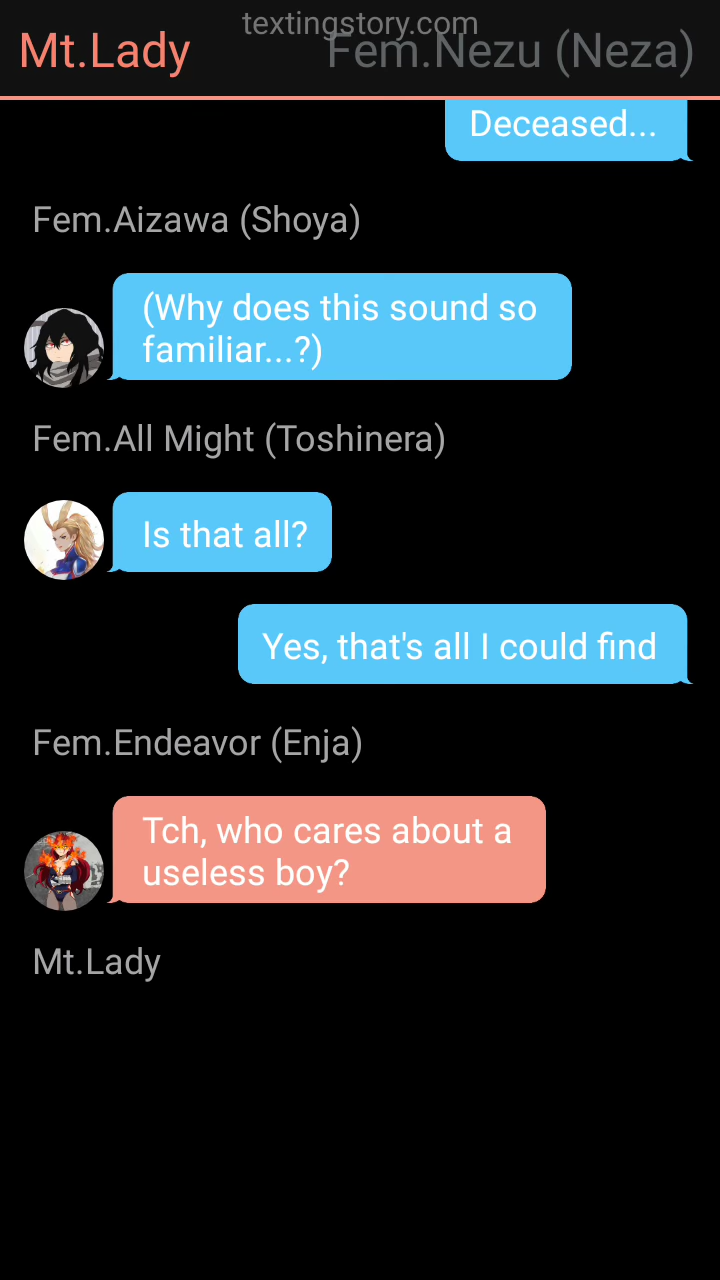 textingstory.com
Mt.Lady
Fem.Nezu (Neza)
Deceased...
Fem.Aizawa (Shoya)
(Why does this sound so
familiar...?)
Fem.All Might (Toshinera)
Is that all?
Yes, that's all I could find
Fem.Endeavor (Enja)
Tch, who cares about a
useless boy?
Mt.Lady